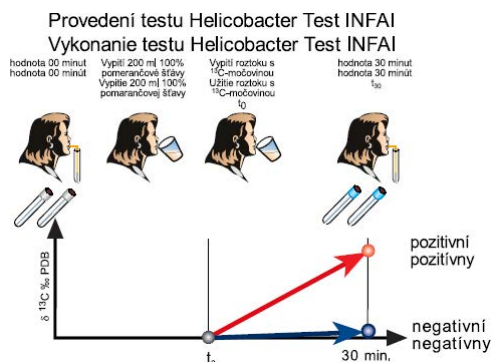 Provedení testu Helicobacter Test INFAI
Vykonanie testu Helicobacter Test INFAI
hodnota 00 minut
hodnota 00 minút
Vypití 200 ml 100%
pomerančové šťávy
Vypitie 200 ml 100%
pomarančovej šťavy
Vypití roztoku s
¹³C-močovinou
Užitie roztoku s
¹³C-močovinou
t₀
hodnota 30 minut
hodnota 30 minút
t₃₀
δ ¹³C ‰ PDB
pozitivní
pozitívny
negativní
negatívny
t₀
30 min.